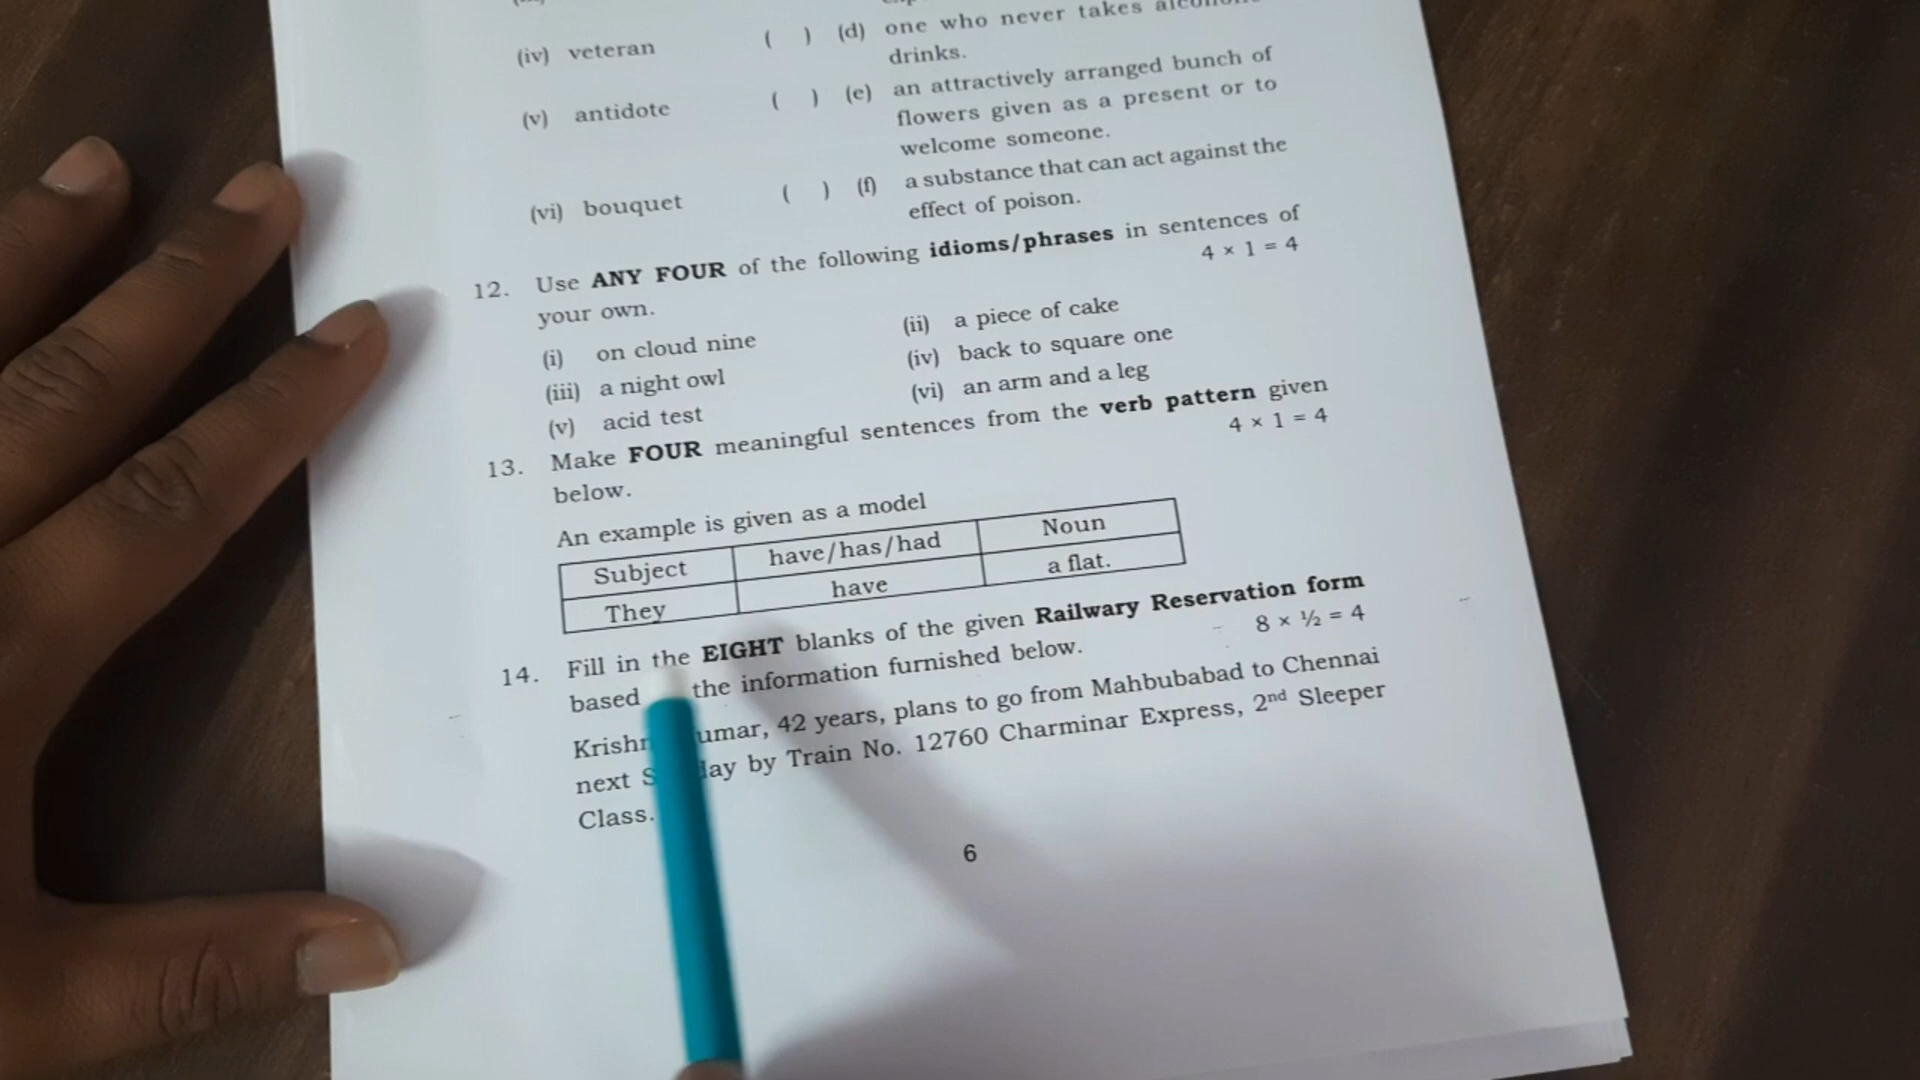 (d) one who never takes
(iv) veteran ( )
drinks.
(v) antidote ( ) (e) an attractively arranged bunch of
flowers given as a present or to
welcome someone.
(vi) bouquet ( ) (f) a substance that can act against the
effect of poison.
12. Use ANY FOUR of the following idioms/phrases in sentences of
your own. 4 × 1 = 4
(i) on cloud nine (ii) a piece of cake
(iii) a night owl (iv) back to square one
(v) acid test (vi) an arm and a leg
13. Make FOUR meaningful sentences from the verb pattern given
below. 4 × 1 = 4
An example is given as a model
Subject have/has/had Noun
They have a flat.
14. Fill in the EIGHT blanks of the given Railwary Reservation form
based the information furnished below. 8 × ½ = 4
42 years, plans to go from Mahbubabad to Chennai
next by Train No. 12760 Charminar Express, 2nd Sleeper
Class.
6